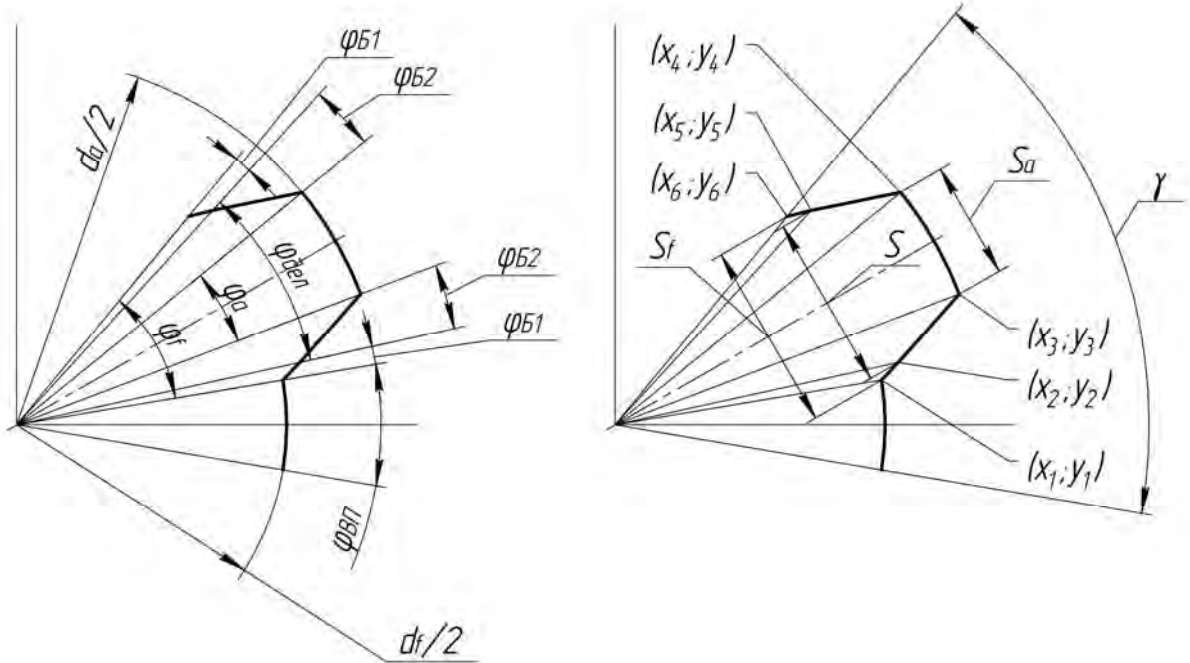 φБ1
φБ2
da/2
φдел
φБ2
φa
φБ1
φf
φВП
df/2
(x4;y4)
(x5;y5)
(x6;y6)
Sa
γ
S
Sf
(x3;y3)
(x2;y2)
(x1;y1)